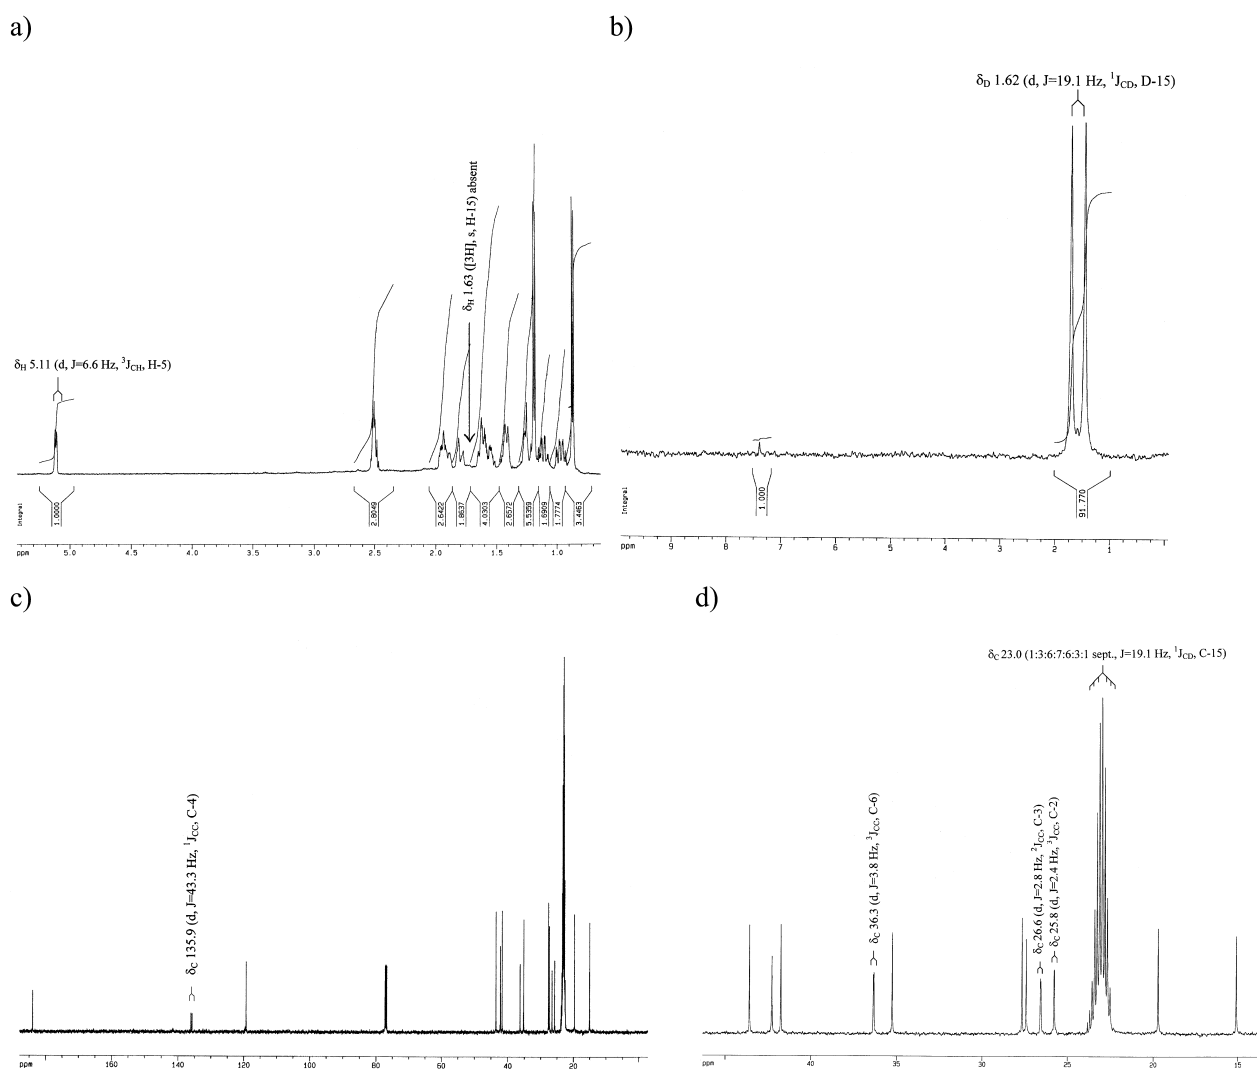 a)
b)
δD 1.62 (d, J=19.1 Hz, 1JCD, D-15)
δH 1.63 ([3H], s, H-15) absent
δH 5.11 (d, J=6.6 Hz, 3JCH, H-5)
Integral
1.0000
2.8049
2.6422
1.8637
4.0303
2.6572
5.5359
1.6909
1.7774
3.4463
ppm 5.0 4.5 3.5 3.0 2.5 2.0 1.5 1.0
Integral
1.000
91.770
ppm 9 8 7 6 5 4 3 2 1
c)
d)
δC 23.0 (1:3:6:7:6:3:1 sept., J=19.1 Hz, 1JCD, C-15)
δC 135.9 (d, J=43.3 Hz, 1JCC, C-4)
δC 36.3 (d, J=3.8 Hz, 3JCC, C-6)
δC 26.6 (d, J=2.8 Hz, 2JCC, C-3)
δC 25.8 (d, J=2.4 Hz, 3JCC, C-2)
ppm 160 140 120 100 80 60 40 20
ppm 40 35 30 25 20 15